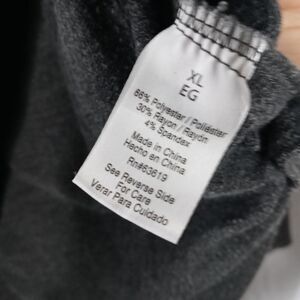 XL
EG
66% Polyester / Poliéster
30% Rayon / Rayón
4% Spandex
Made in China
Hecho en China
Rn#63619
See Reverse Side
For Care
Verar Para Cuidado